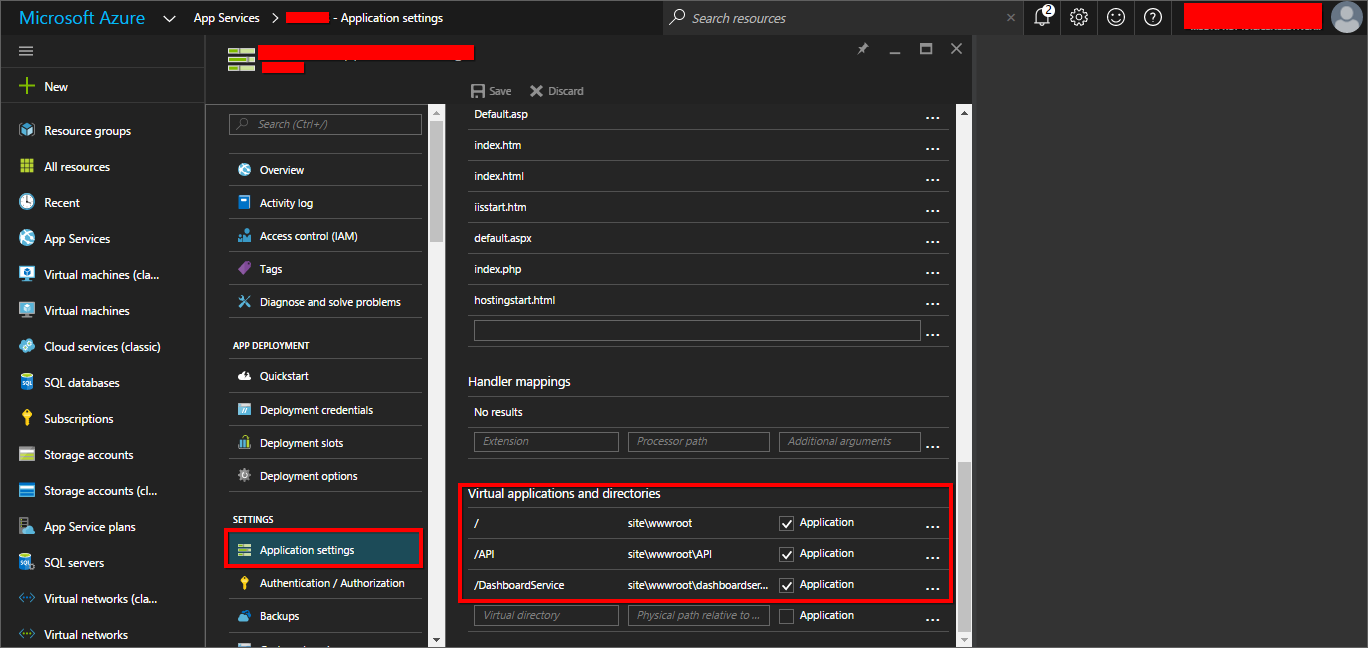 Microsoft Azure
App Services
- Application settings
Search resources
2
New
Resource groups
All resources
Recent
App Services
Virtual machines (cla...
Virtual machines
Cloud services (classic)
SQL databases
Subscriptions
Storage accounts
Storage accounts (cl...
App Service plans
SQL servers
Virtual networks (cla...
Virtual networks
Search (Ctrl+/)
Overview
Activity log
Access control (IAM)
Tags
Diagnose and solve problems
APP DEPLOYMENT
Quickstart
Deployment credentials
Deployment slots
Deployment options
SETTINGS
Application settings
Authentication / Authorization
Backups
Save
Discard
Default.asp ...
index.htm ...
index.html ...
iisstart.htm ...
default.aspx ...
index.php ...
hostingstart.html ...
...
Handler mappings
No results
Extension Processor path Additional arguments ...
Virtual applications and directories
/ site\wwwroot Application ...
/API site\wwwroot\API Application ...
/DashboardService site\wwwroot\dashboardser... Application ...
Virtual directory Physical path relative to ... Application ...